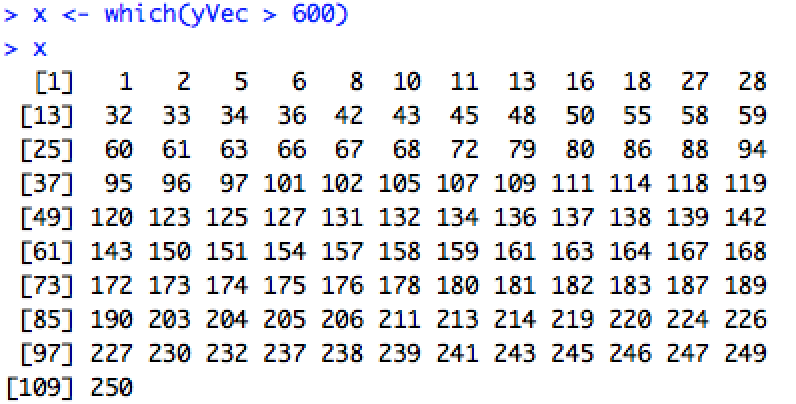 > x <- which(yVec > 600)
> x
[1] 1 2 5 6 8 10 11 13 16 18 27 28
[13] 32 33 34 36 42 43 45 48 50 55 58 59
[25] 60 61 63 66 67 68 72 79 80 86 88 94
[37] 95 96 97 101 102 105 107 109 111 114 118 119
[49] 120 123 125 127 131 132 134 136 137 138 139 142
[61] 143 150 151 154 157 158 159 161 163 164 167 168
[73] 172 173 174 175 176 178 180 181 182 183 187 189
[85] 190 203 204 205 206 211 213 214 219 220 224 226
[97] 227 230 232 237 238 239 241 243 245 246 247 249
[109] 250